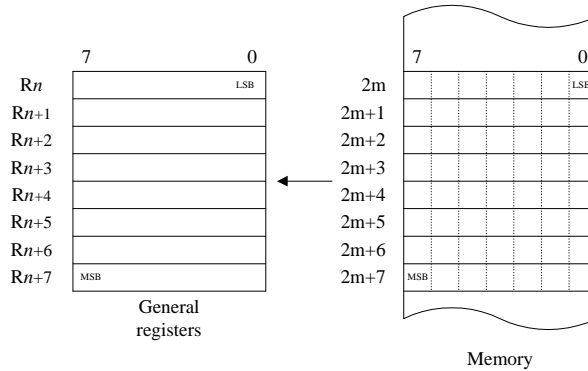 7 0
Rn LSB
Rn+1
Rn+2
Rn+3
Rn+4
Rn+5
Rn+6
Rn+7 MSB
General
registers
7 0
2m LSB
2m+1
2m+2
2m+3
2m+4
2m+5
2m+6
2m+7 MSB
Memory